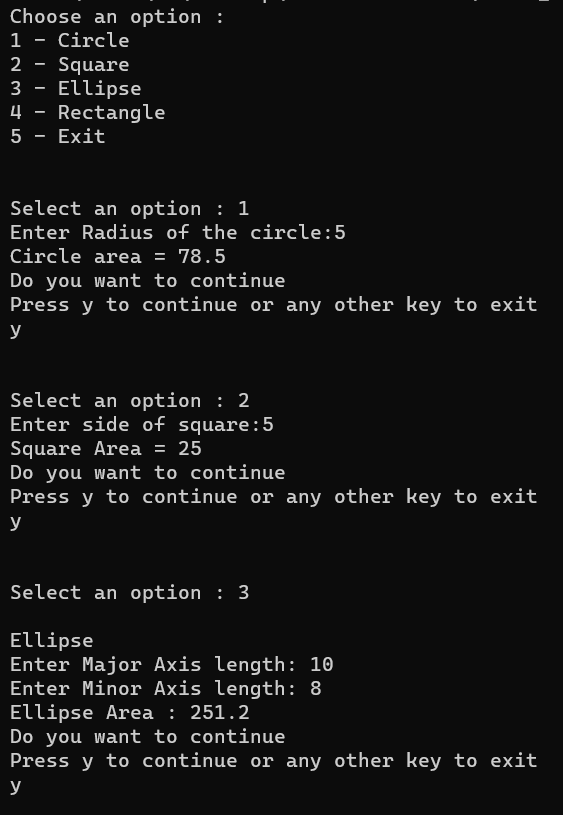 Choose an option :
1 - Circle
2 - Square
3 - Ellipse
4 - Rectangle
5 - Exit
Select an option : 1
Enter Radius of the circle:5
Circle area = 78.5
Do you want to continue
Press y to continue or any other key to exit
y
Select an option : 2
Enter side of square:5
Square Area = 25
Do you want to continue
Press y to continue or any other key to exit
y
Select an option : 3
Ellipse
Enter Major Axis length: 10
Enter Minor Axis length: 8
Ellipse Area : 251.2
Do you want to continue
Press y to continue or any other key to exit
y